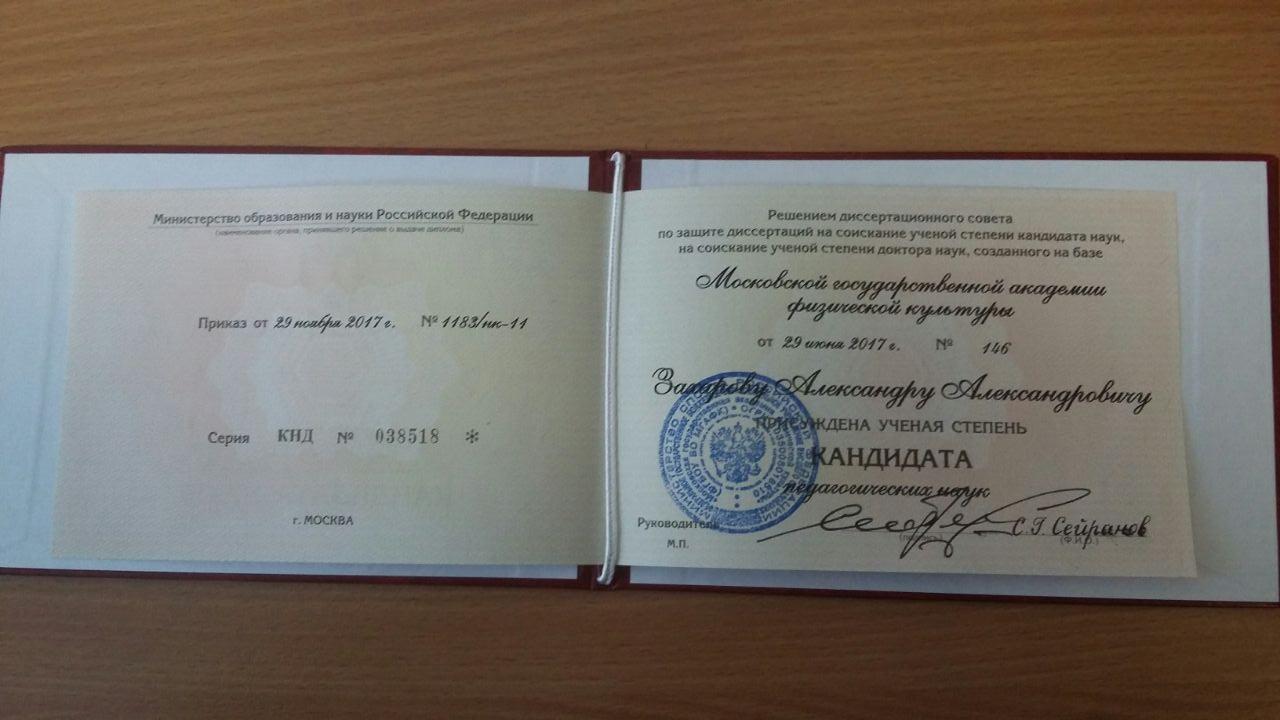 Министерство образования и науки Российской Федерации
(наименование органа, принявшего решение о выдаче диплома)
Приказ от 29 ноября 2017 г. № 1183/нк-11
Серия КНД № 038518 *
г. МОСКВА
Решением диссертационного совета
по защите диссертаций на соискание ученой степени кандидата наук,
на соискание ученой степени доктора наук, созданного на базе
Московской государственной академии
физической культуры
от 29 июня 2017 г. № 146
Захарову Александру Александровичу
ПРИСУЖДЕНА УЧЕНАЯ СТЕПЕНЬ
КАНДИДАТА
педагогических наук
Руководитель С.Г. Сейранов
(подпись) (Ф.И.О.)
М.П.